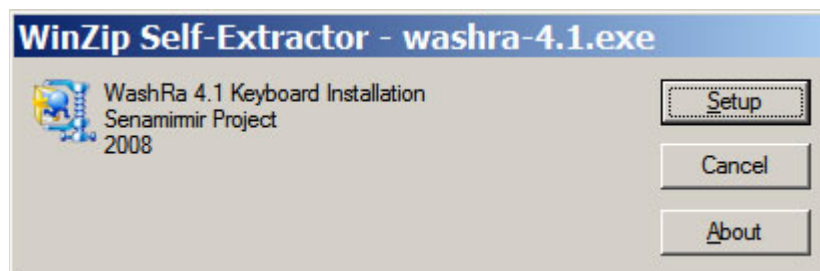 WinZip Self-Extractor - washra-4.1.exe
WashRa 4.1 Keyboard Installation
Senamirmir Project
2008
Setup
Cancel
About